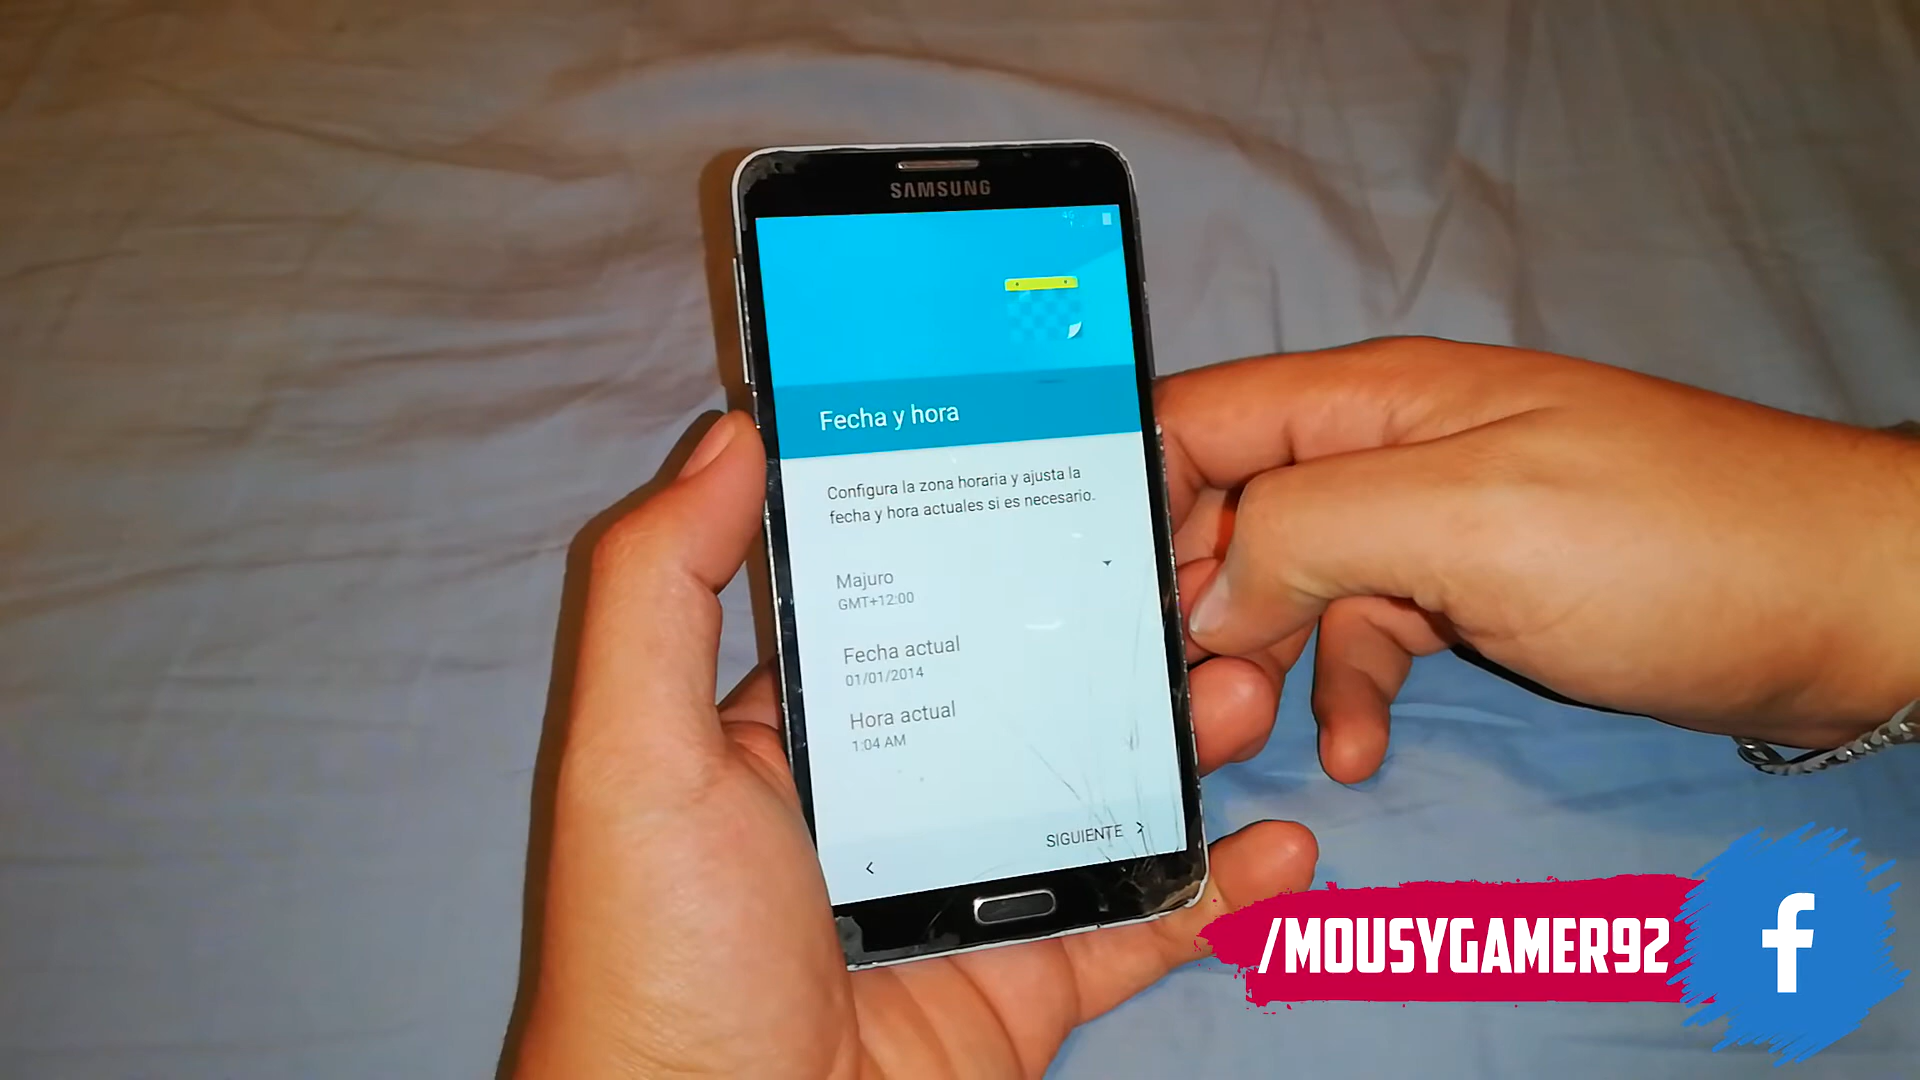 SAMSUNG
4G
Fecha y hora
Configura la zona horaria y ajusta la
fecha y hora actuales si es necesario.
Majuro
GMT+12:00
Fecha actual
01/01/2014
Hora actual
1:04 AM
SIGUIENTE
/MOUSYGAMER92
f